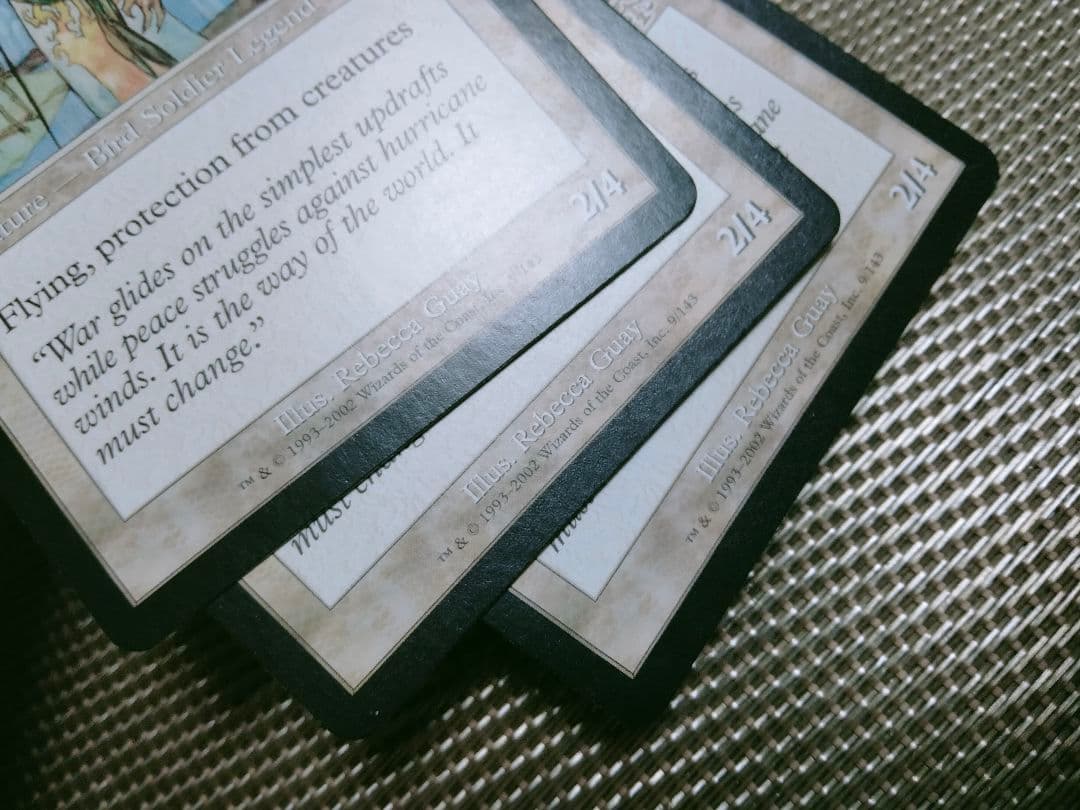 ture — Bird Soldier Legend
Flying, protection from creatures
“War glides on the simplest updrafts
while peace struggles against hurricane
winds. It is the way of the world. It
must change.”
2/4
Illus. Rebecca Guay
™ & © 1993–2002 Wizards of the Coast, Inc. 9/143
must chang
2/4
Illus. Rebecca Guay
™ & © 1993–2002 Wizards of the Coast, Inc. 9/143
s
ane
2/4
Illus. Rebecca Guay
™ & © 1993–2002 Wizards of the Coast, Inc. 9/143